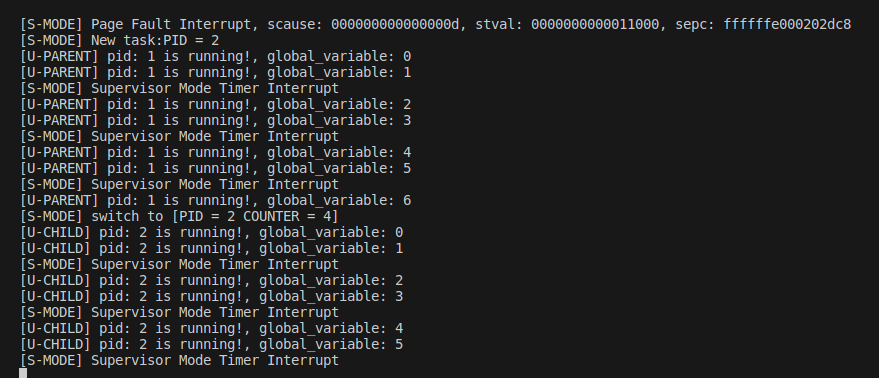 [S-MODE] Page Fault Interrupt, scause: 000000000000000d, stval: 0000000000011000, sepc: ffffffe000202dc8
[S-MODE] New task:PID = 2
[U-PARENT] pid: 1 is running!, global_variable: 0
[U-PARENT] pid: 1 is running!, global_variable: 1
[S-MODE] Supervisor Mode Timer Interrupt
[U-PARENT] pid: 1 is running!, global_variable: 2
[U-PARENT] pid: 1 is running!, global_variable: 3
[S-MODE] Supervisor Mode Timer Interrupt
[U-PARENT] pid: 1 is running!, global_variable: 4
[U-PARENT] pid: 1 is running!, global_variable: 5
[S-MODE] Supervisor Mode Timer Interrupt
[U-PARENT] pid: 1 is running!, global_variable: 6
[S-MODE] switch to [PID = 2 COUNTER = 4]
[U-CHILD] pid: 2 is running!, global_variable: 0
[U-CHILD] pid: 2 is running!, global_variable: 1
[S-MODE] Supervisor Mode Timer Interrupt
[U-CHILD] pid: 2 is running!, global_variable: 2
[U-CHILD] pid: 2 is running!, global_variable: 3
[S-MODE] Supervisor Mode Timer Interrupt
[U-CHILD] pid: 2 is running!, global_variable: 4
[U-CHILD] pid: 2 is running!, global_variable: 5
[S-MODE] Supervisor Mode Timer Interrupt